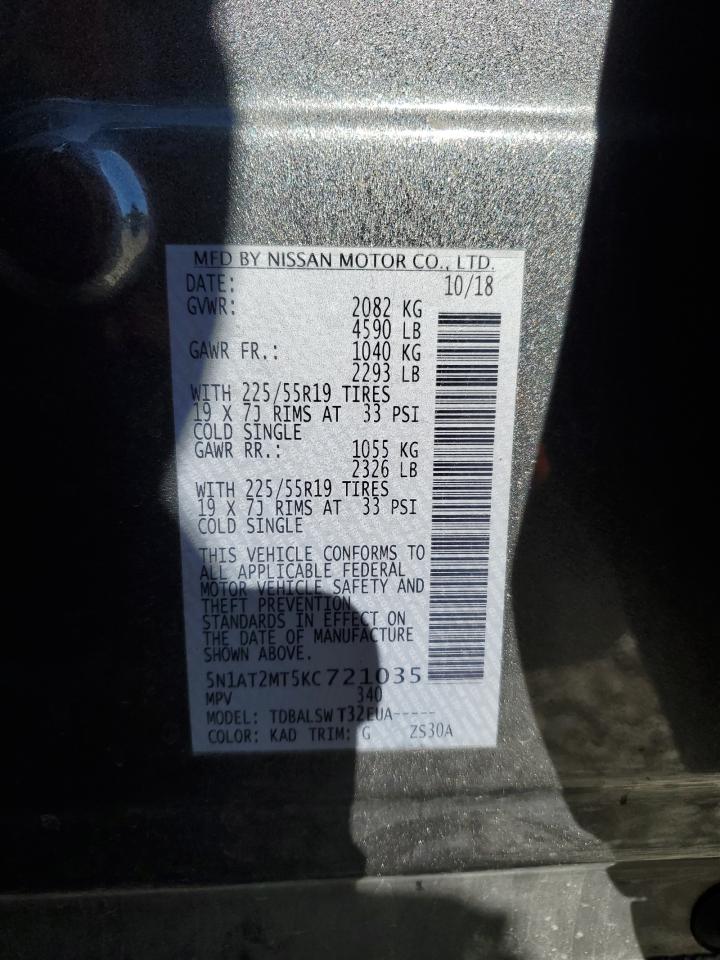 MFD BY NISSAN MOTOR CO., LTD.
DATE: 10/18
GVWR: 2082 KG
4590 LB
GAWR FR.: 1040 KG
2293 LB
WITH 225/55R19 TIRES
19 X 7J RIMS AT 33 PSI
COLD SINGLE
GAWR RR.: 1055 KG
2326 LB
WITH 225/55R19 TIRES
19 X 7J RIMS AT 33 PSI
COLD SINGLE
THIS VEHICLE CONFORMS TO
ALL APPLICABLE FEDERAL
MOTOR VEHICLE SAFETY AND
THEFT PREVENTION
STANDARDS IN EFFECT ON
THE DATE OF MANUFACTURE
SHOWN ABOVE.
5N1AT2MT5KC721035
MPV 340
MODEL: TDBALSW T32EUA-----
COLOR: KAD TRIM: G ZS30A